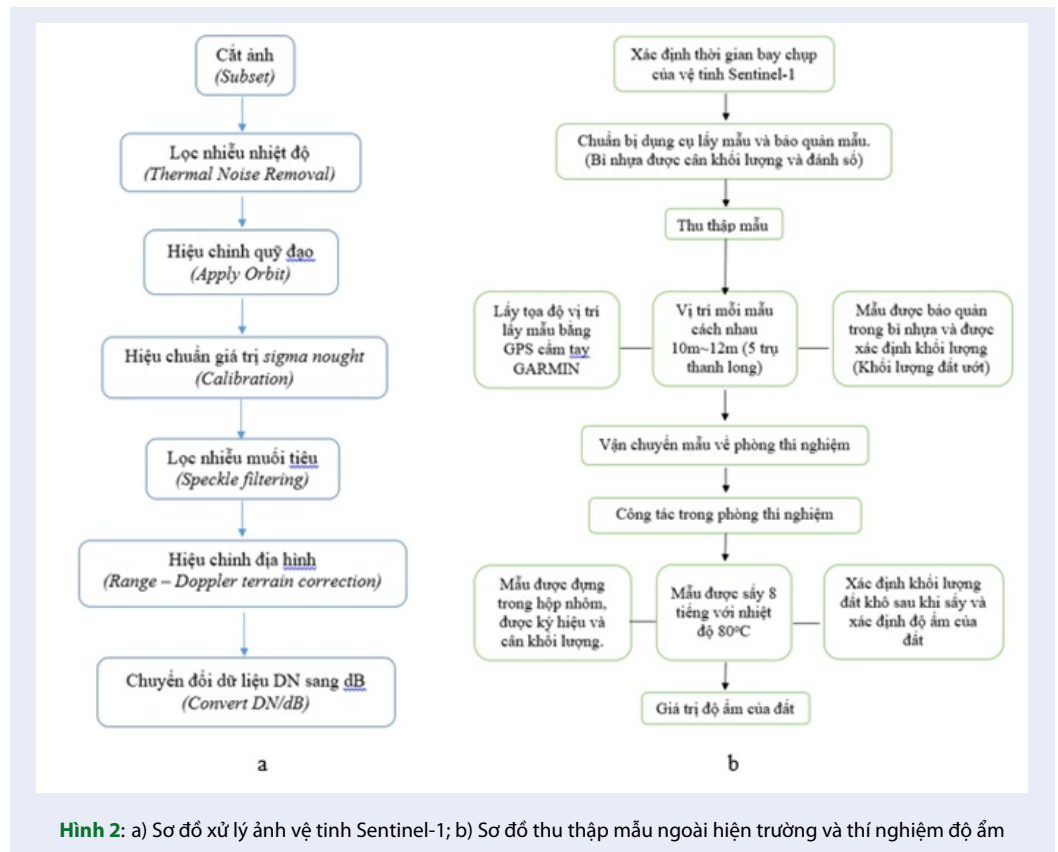 Cắt ảnh
(Subset)
Lọc nhiễu nhiệt độ
(Thermal Noise Removal)
Hiệu chỉnh quỹ đạo
(Apply Orbit)
Hiệu chuẩn giá trị sigma nought
(Calibration)
Lọc nhiễu muối tiêu
(Speckle filtering)
Hiệu chỉnh địa hình
(Range – Doppler terrain correction)
Chuyển đổi dữ liệu DN sang dB
(Convert DN/dB)
a
Xác định thời gian bay chụp
của vệ tinh Sentinel-1
Chuẩn bị dụng cụ lấy mẫu và bảo quản mẫu.
(Bì nhựa được cân khối lượng và đánh số)
Thu thập mẫu
Lấy tọa độ vị trí
lấy mẫu bằng
GPS cầm tay
GARMIN
Vị trí mỗi mẫu
cách nhau
10m~12m (5 trụ
thanh long)
Mẫu được bảo quản
trong bì nhựa và được
xác định khối lượng
(Khối lượng đất ướt)
Vận chuyển mẫu về phòng thí nghiệm
Công tác trong phòng thí nghiệm
Mẫu được đựng
trong hộp nhôm,
được ký hiệu và
cân khối lượng.
Mẫu được sấy 8
tiếng với nhiệt
độ 80°C
Xác định khối lượng
đất khô sau khi sấy và
xác định độ ẩm của
đất
Giá trị độ ẩm của đất
b
Hình 2: a) Sơ đồ xử lý ảnh vệ tinh Sentinel-1; b) Sơ đồ thu thập mẫu ngoài hiện trường và thí nghiệm độ ẩm